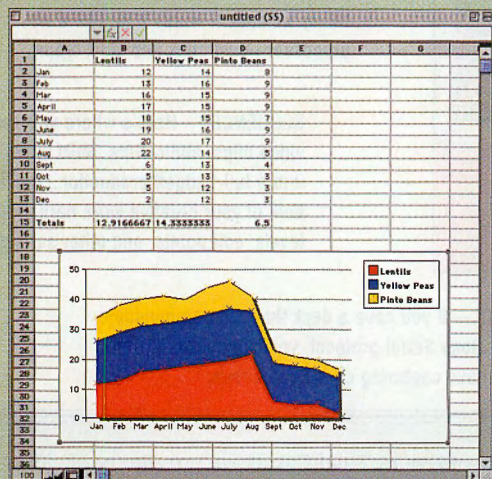 untitled (SS)
fx
A B C D E F G
1 Lentils Yellow Peas Pinto Beans
2 Jan 12 14 8
3 Feb 13 16 9
4 Mar 16 15 9
5 April 17 15 9
6 May 18 15 7
7 June 19 16 9
8 July 20 17 9
9 Aug 22 14 5
10 Sept 6 13 4
11 Oct 5 13 3
12 Nov 5 12 3
13 Dec 2 12 3
14
15 Totals 12.9166667 14.3333333 6.5
16
17
18
19
20
21
22
23
24
25
26
27
28
29
30
31
32
33
34
35
36
50
40
30
20
10
0
Jan Feb Mar April May June July Aug Sept Oct Nov Dec
Lentils
Yellow Peas
Pinto Beans
100